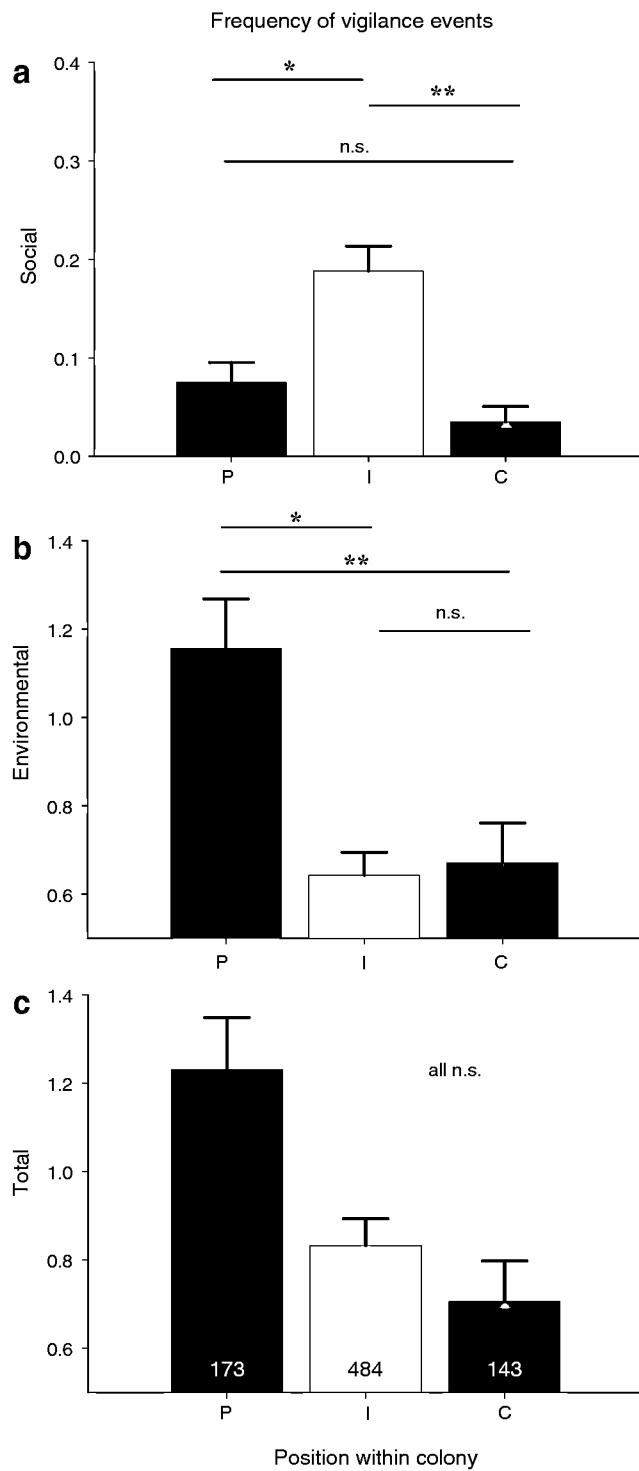 Frequency of vigilance events
a
0.4
*
**
0.3
n.s.
Social
0.2
0.1
0.0
P I C
b
*
1.4
**
n.s.
1.2
Environmental
1.0
0.8
0.6
P I C
c
1.4
all n.s.
1.2
Total
1.0
0.8
0.6
173 484 143
P I C
Position within colony